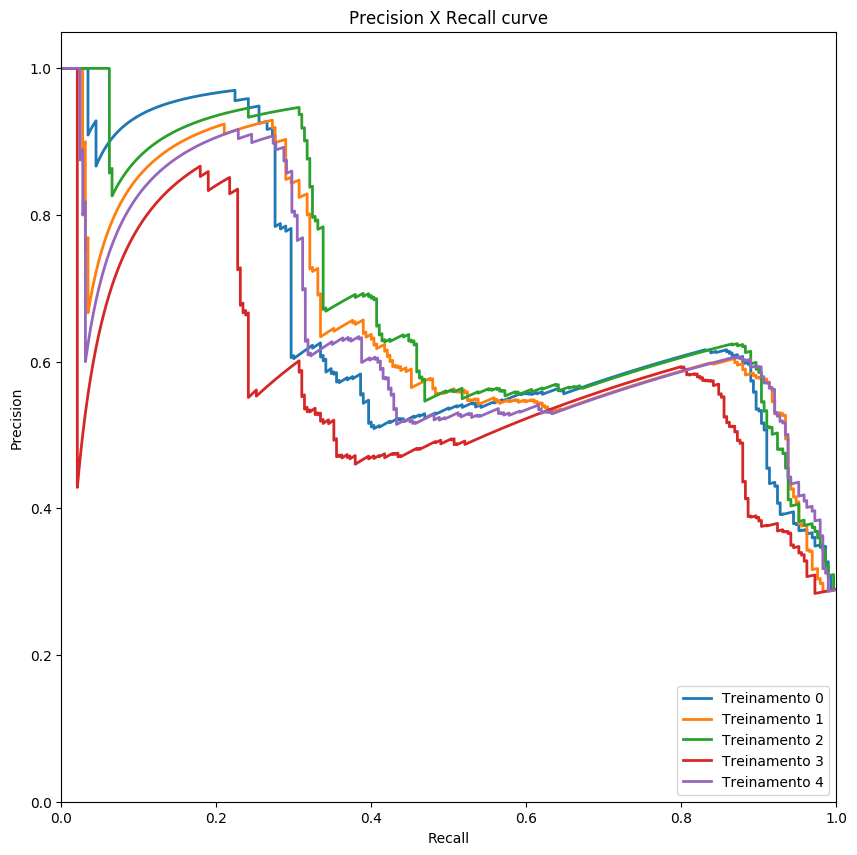 Precision X Recall curve
1.0
0.8
0.6
0.4
0.2
0.0
Precision
0.0 0.2 0.4 0.6 0.8 1.0
Recall
Treinamento 0
Treinamento 1
Treinamento 2
Treinamento 3
Treinamento 4